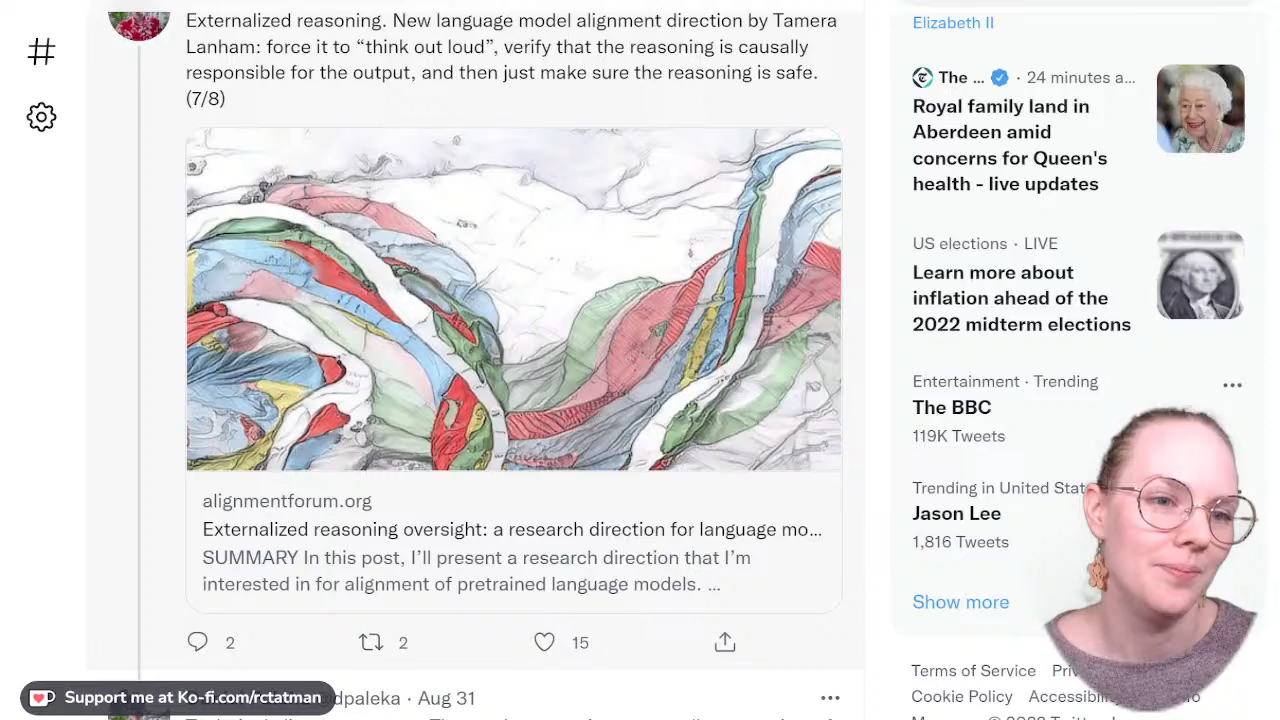 Externalized reasoning. New language model alignment direction by Tamera
Lanham: force it to “think out loud”, verify that the reasoning is causally
responsible for the output, and then just make sure the reasoning is safe.
(7/8)
alignmentforum.org
Externalized reasoning oversight: a research direction for language mo...
SUMMARY In this post, I’ll present a research direction that I’m
interested in for alignment of pretrained language models. ...
2
2
15
Support me at Ko-fi.com/rctatman
dpaleka · Aug 31
Elizabeth II
The ... · 24 minutes a...
Royal family land in
Aberdeen amid
concerns for Queen's
health - live updates
US elections · LIVE
Learn more about
inflation ahead of the
2022 midterm elections
Entertainment · Trending
The BBC
119K Tweets
Trending in United Stat
Jason Lee
1,816 Tweets
Show more
Terms of Service
Cookie Policy